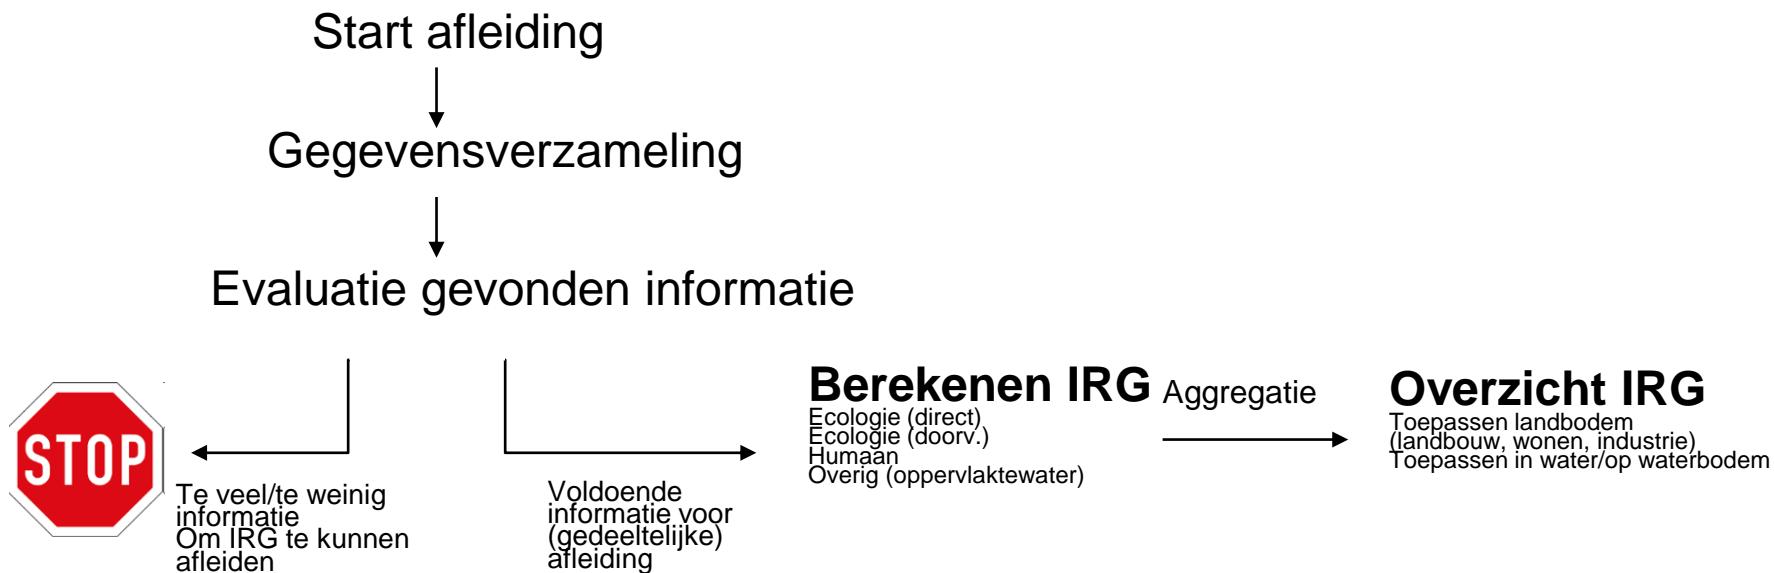 Start afleiding
Gegevensverzameling
Evaluatie gevonden informatie
STOP
Te veel/te weinig
informatie
Om IRG te kunnen
afleiden
Voldoende
informatie voor
(gedeeltelijke)
afleiding
Berekenen IRG
Ecologie (direct)
Ecologie (doorv.)
Humaan
Overig (oppervlaktewater)
Aggregatie
Overzicht IRG
Toepassen landbodem
(landbouw, wonen, industrie)
Toepassen in water/op waterbodem